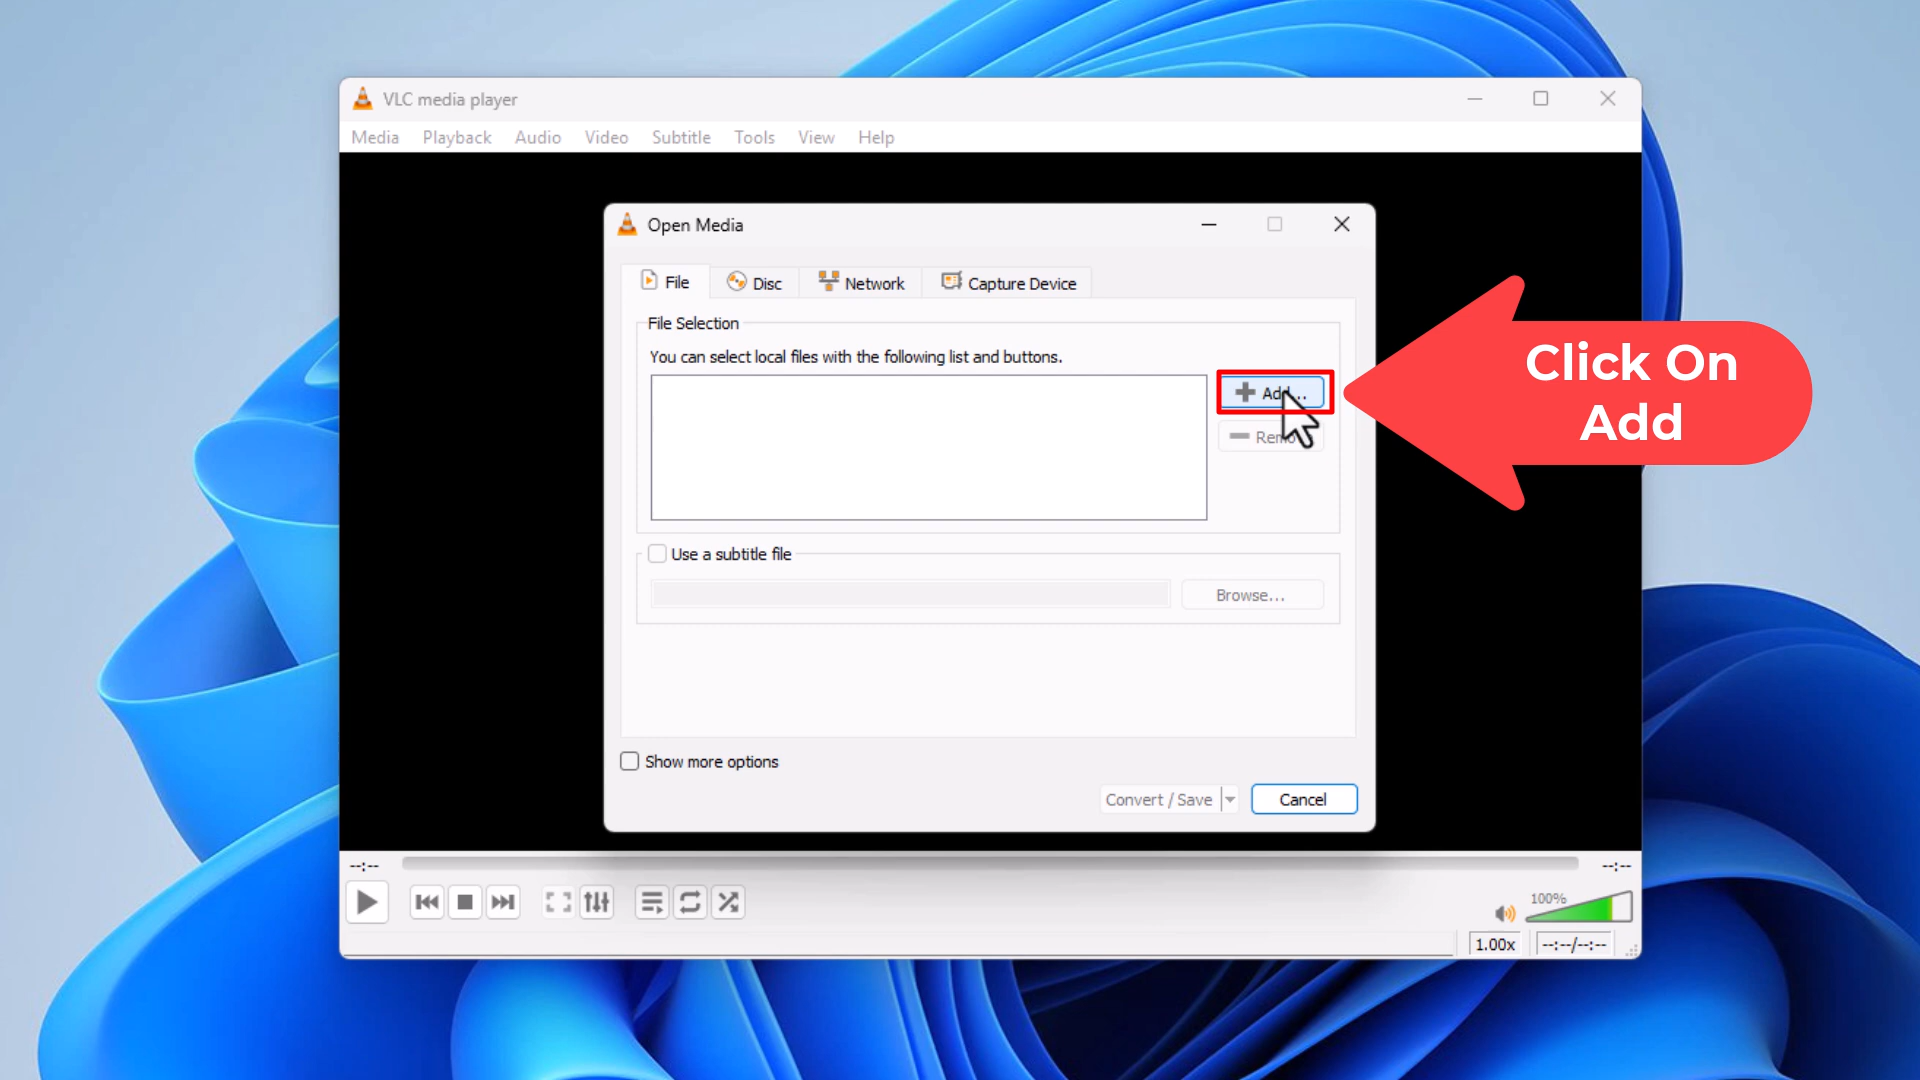 VLC media player
Media Playback Audio Video Subtitle Tools View Help
Open Media
File Disc Network Capture Device
File Selection
You can select local files with the following list and buttons.
Click On
Add
Use a subtitle file
Browse...
Show more options
Convert / Save Cancel
--:-- --:--
100%
1.00x --:--/--:--